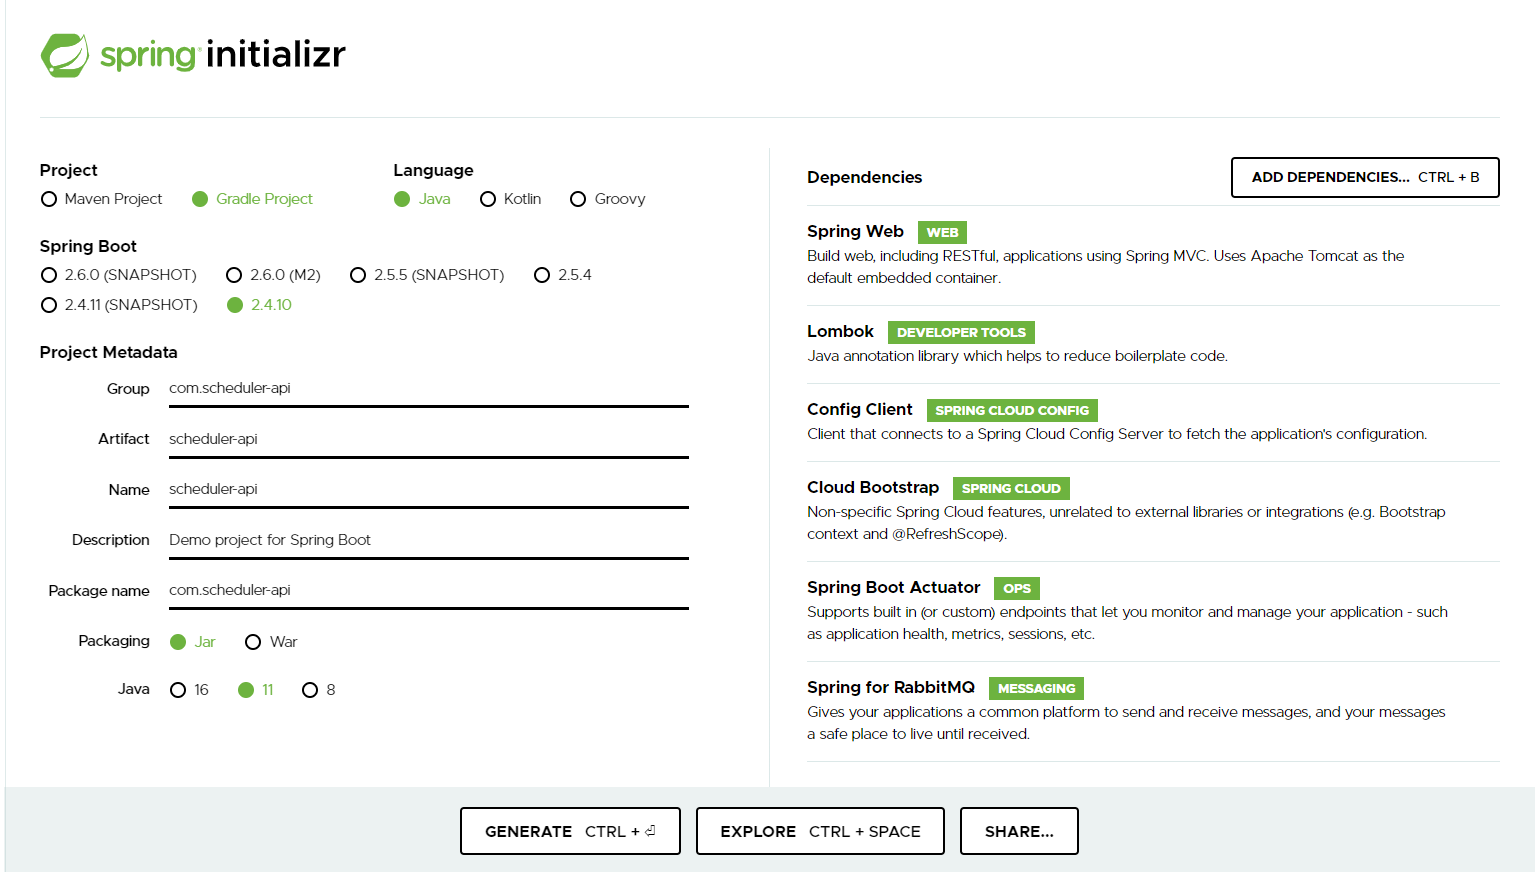 spring initializr
Project
Maven Project Gradle Project
Language
Java Kotlin Groovy
Spring Boot
2.6.0 (SNAPSHOT) 2.6.0 (M2) 2.5.5 (SNAPSHOT) 2.5.4
2.4.11 (SNAPSHOT) 2.4.10
Project Metadata
Group com.scheduler-api
Artifact scheduler-api
Name scheduler-api
Description Demo project for Spring Boot
Package name com.scheduler-api
Packaging Jar War
Java 16 11 8
Dependencies
ADD DEPENDENCIES... CTRL + B
Spring Web WEB
Build web, including RESTful, applications using Spring MVC. Uses Apache Tomcat as the
default embedded container.
Lombok DEVELOPER TOOLS
Java annotation library which helps to reduce boilerplate code.
Config Client SPRING CLOUD CONFIG
Client that connects to a Spring Cloud Config Server to fetch the application's configuration.
Cloud Bootstrap SPRING CLOUD
Non-specific Spring Cloud features, unrelated to external libraries or integrations (e.g. Bootstrap
context and @RefreshScope).
Spring Boot Actuator OPS
Supports built in (or custom) endpoints that let you monitor and manage your application - such
as application health, metrics, sessions, etc.
Spring for RabbitMQ MESSAGING
Gives your applications a common platform to send and receive messages, and your messages
a safe place to live until received.
GENERATE CTRL + ⏎
EXPLORE CTRL + SPACE
SHARE...